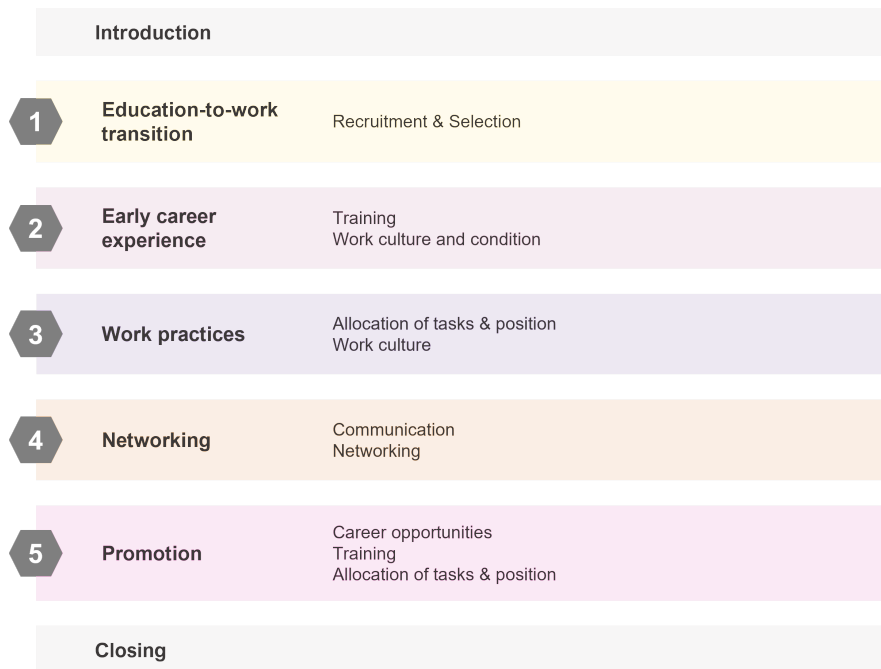 Introduction
1
Education-to-work
transition
Recruitment & Selection
2
Early career
experience
Training
Work culture and condition
3
Work practices
Allocation of tasks & position
Work culture
4
Networking
Communication
Networking
5
Promotion
Career opportunities
Training
Allocation of tasks & position
Closing